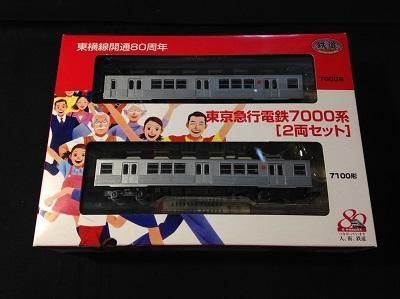 東横線開通80周年
鉄道
7000形
東京急行電鉄7000系
[2両セット]
7100形
80
人、街、鉄道